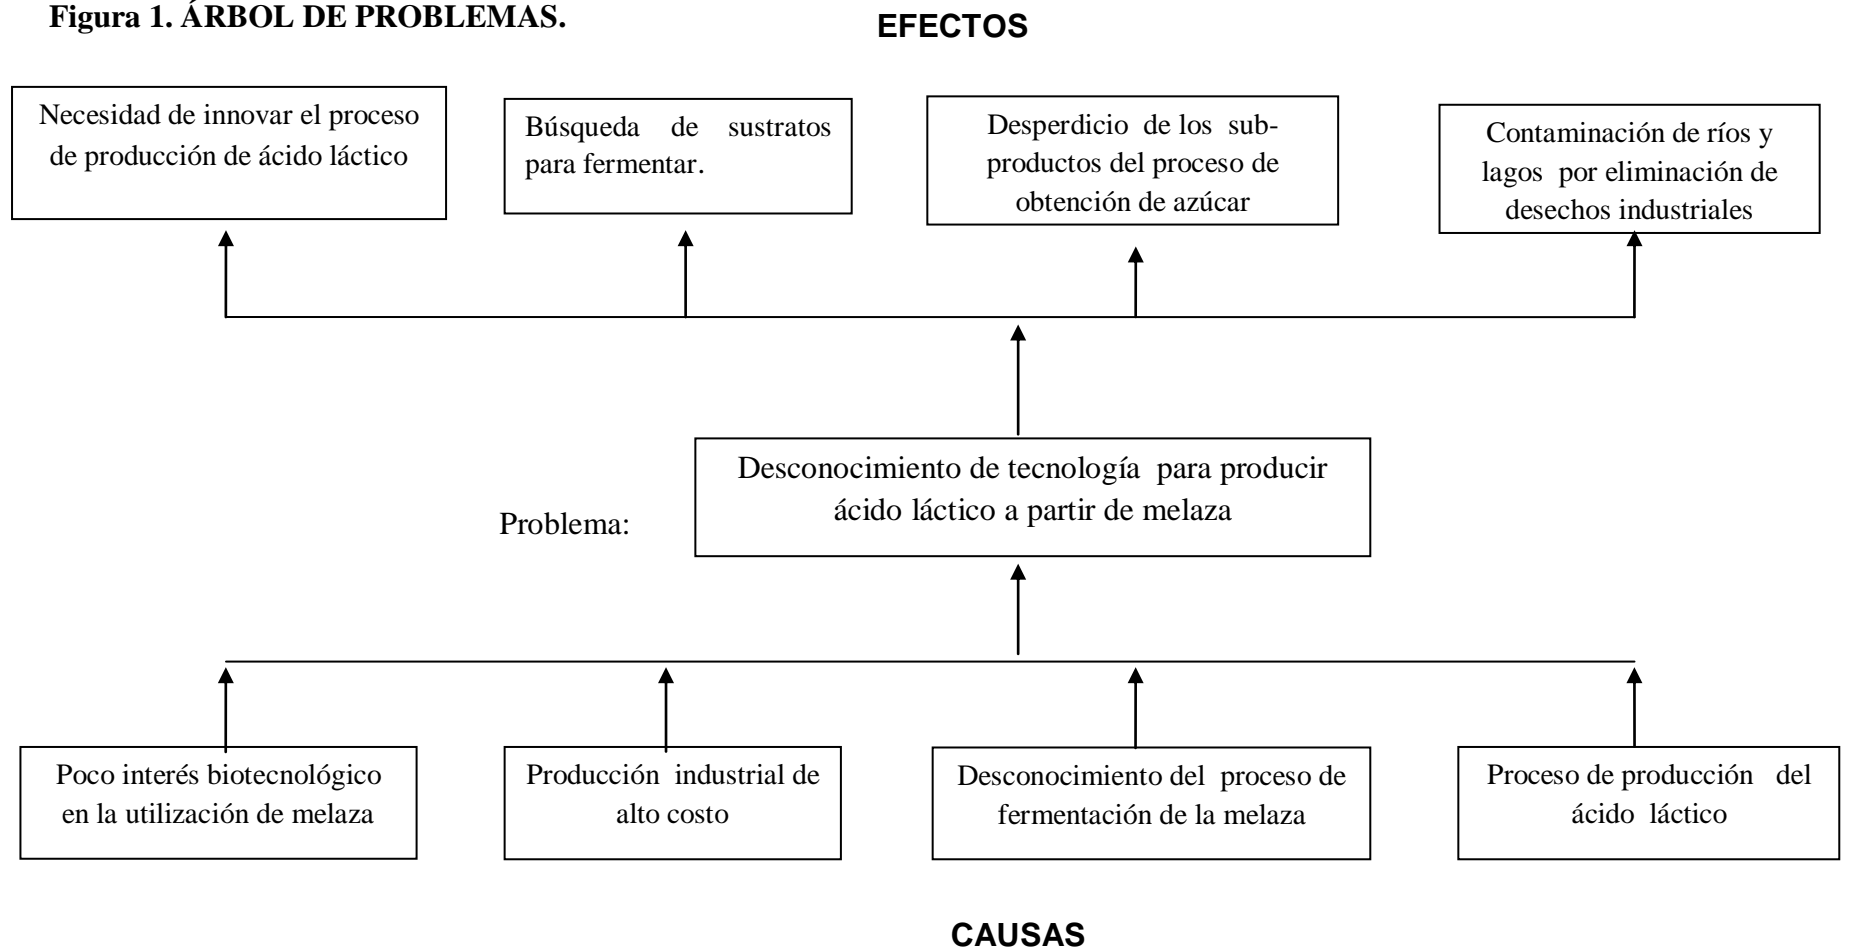 Figura 1. ÁRBOL DE PROBLEMAS.
EFECTOS
Necesidad de innovar el proceso
de producción de ácido láctico
Búsqueda de sustratos
para fermentar.
Desperdicio de los sub-
productos del proceso de
obtención de azúcar
Contaminación de ríos y
lagos por eliminación de
desechos industriales
Desconocimiento de tecnología para producir
ácido láctico a partir de melaza
Problema:
Poco interés biotecnológico
en la utilización de melaza
Producción industrial de
alto costo
Desconocimiento del proceso de
fermentación de la melaza
Proceso de producción del
ácido láctico
CAUSAS